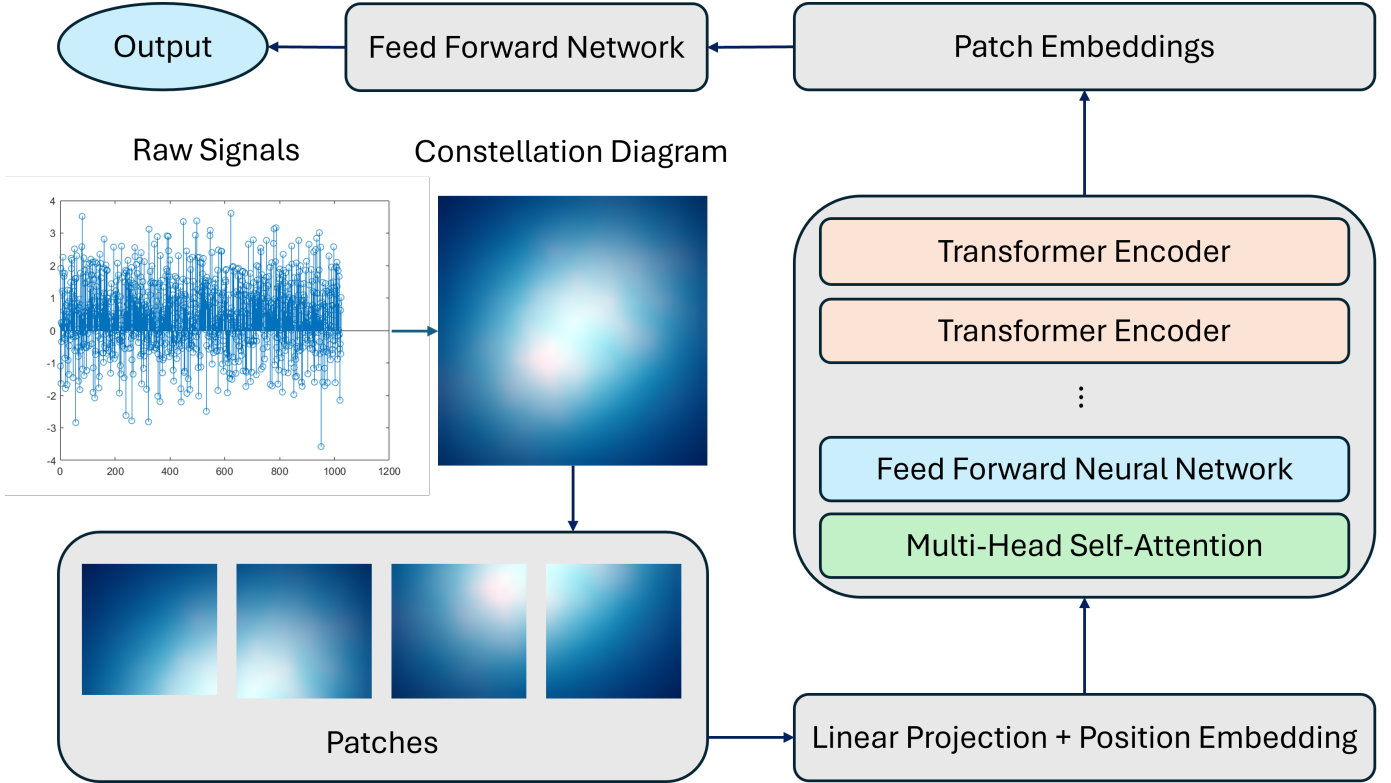 Output
Feed Forward Network
Patch Embeddings
Raw Signals
Constellation Diagram
4
3
2
1
0
-1
-2
-3
-4
0
200
400
600
800
1000
1200
Transformer Encoder
Transformer Encoder
⋮
Feed Forward Neural Network
Multi-Head Self-Attention
Patches
Linear Projection + Position Embedding